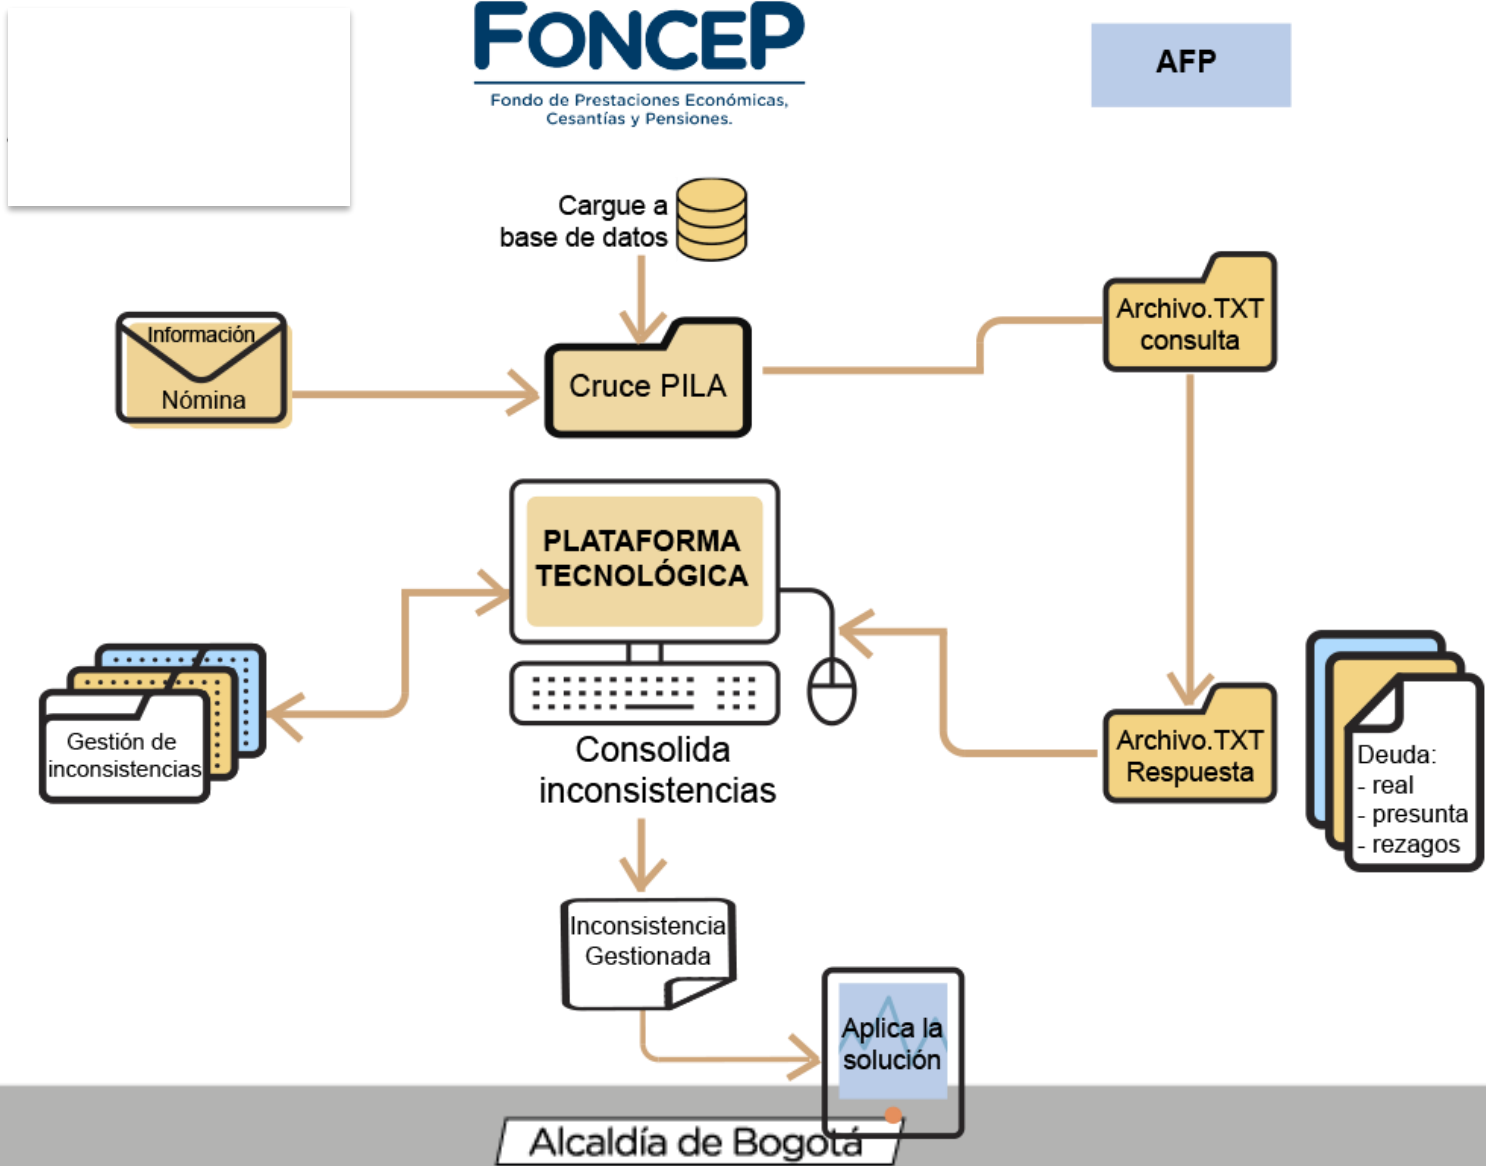 FONCEP
Fondo de Prestaciones Económicas,
Cesantías y Pensiones.
AFP
Cargue a
base de datos
Información
Nómina
Cruce PILA
Archivo.TXT
consulta
PLATAFORMA
TECNOLÓGICA
Consolida
inconsistencias
Gestión de
inconsistencias
Archivo.TXT
Respuesta
Deuda:
- real
- presunta
- rezagos
Inconsistencia
Gestionada
Aplica la
solución
Alcaldía de Bogotá